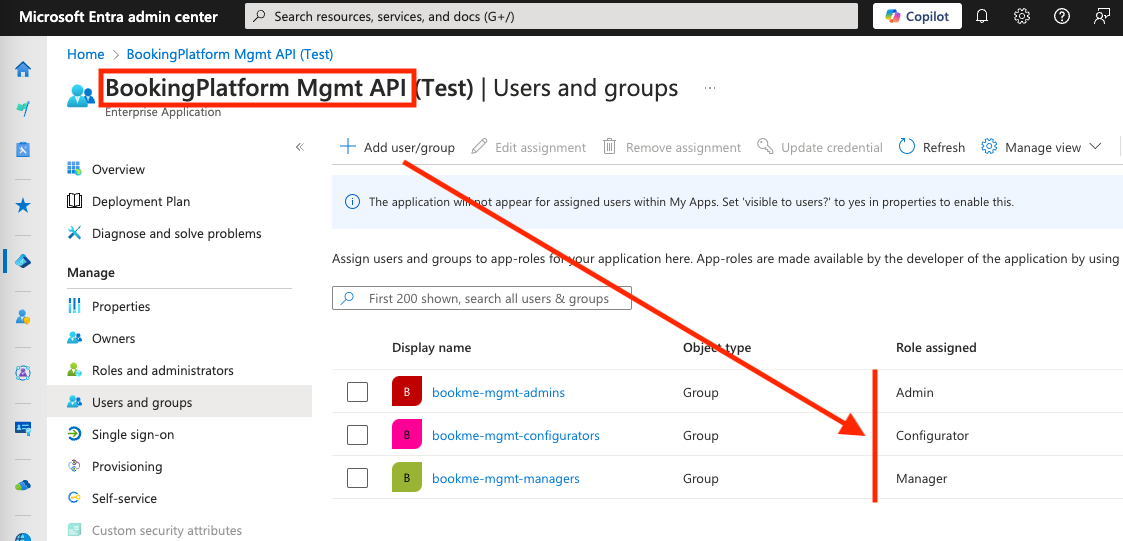 Microsoft Entra admin center
Search resources, services, and docs (G+/)
Copilot
Home > BookingPlatform Mgmt API (Test)
BookingPlatform Mgmt API (Test) | Users and groups ...
Enterprise Application
«
Add user/group
Edit assignment
Remove assignment
Update credential
Refresh
Manage view
Overview
Deployment Plan
Diagnose and solve problems
Manage
Properties
Owners
Roles and administrators
Users and groups
Single sign-on
Provisioning
Self-service
Custom security attributes
The application will not appear for assigned users within My Apps. Set 'visible to users?' to yes in properties to enable this.
Assign users and groups to app-roles for your application here. App-roles are made available by the developer of the application by using
First 200 shown, search all users & groups
Display name Object type Role assigned
B bookme-mgmt-admins Group Admin
B bookme-mgmt-configurators Group Configurator
B bookme-mgmt-managers Group Manager